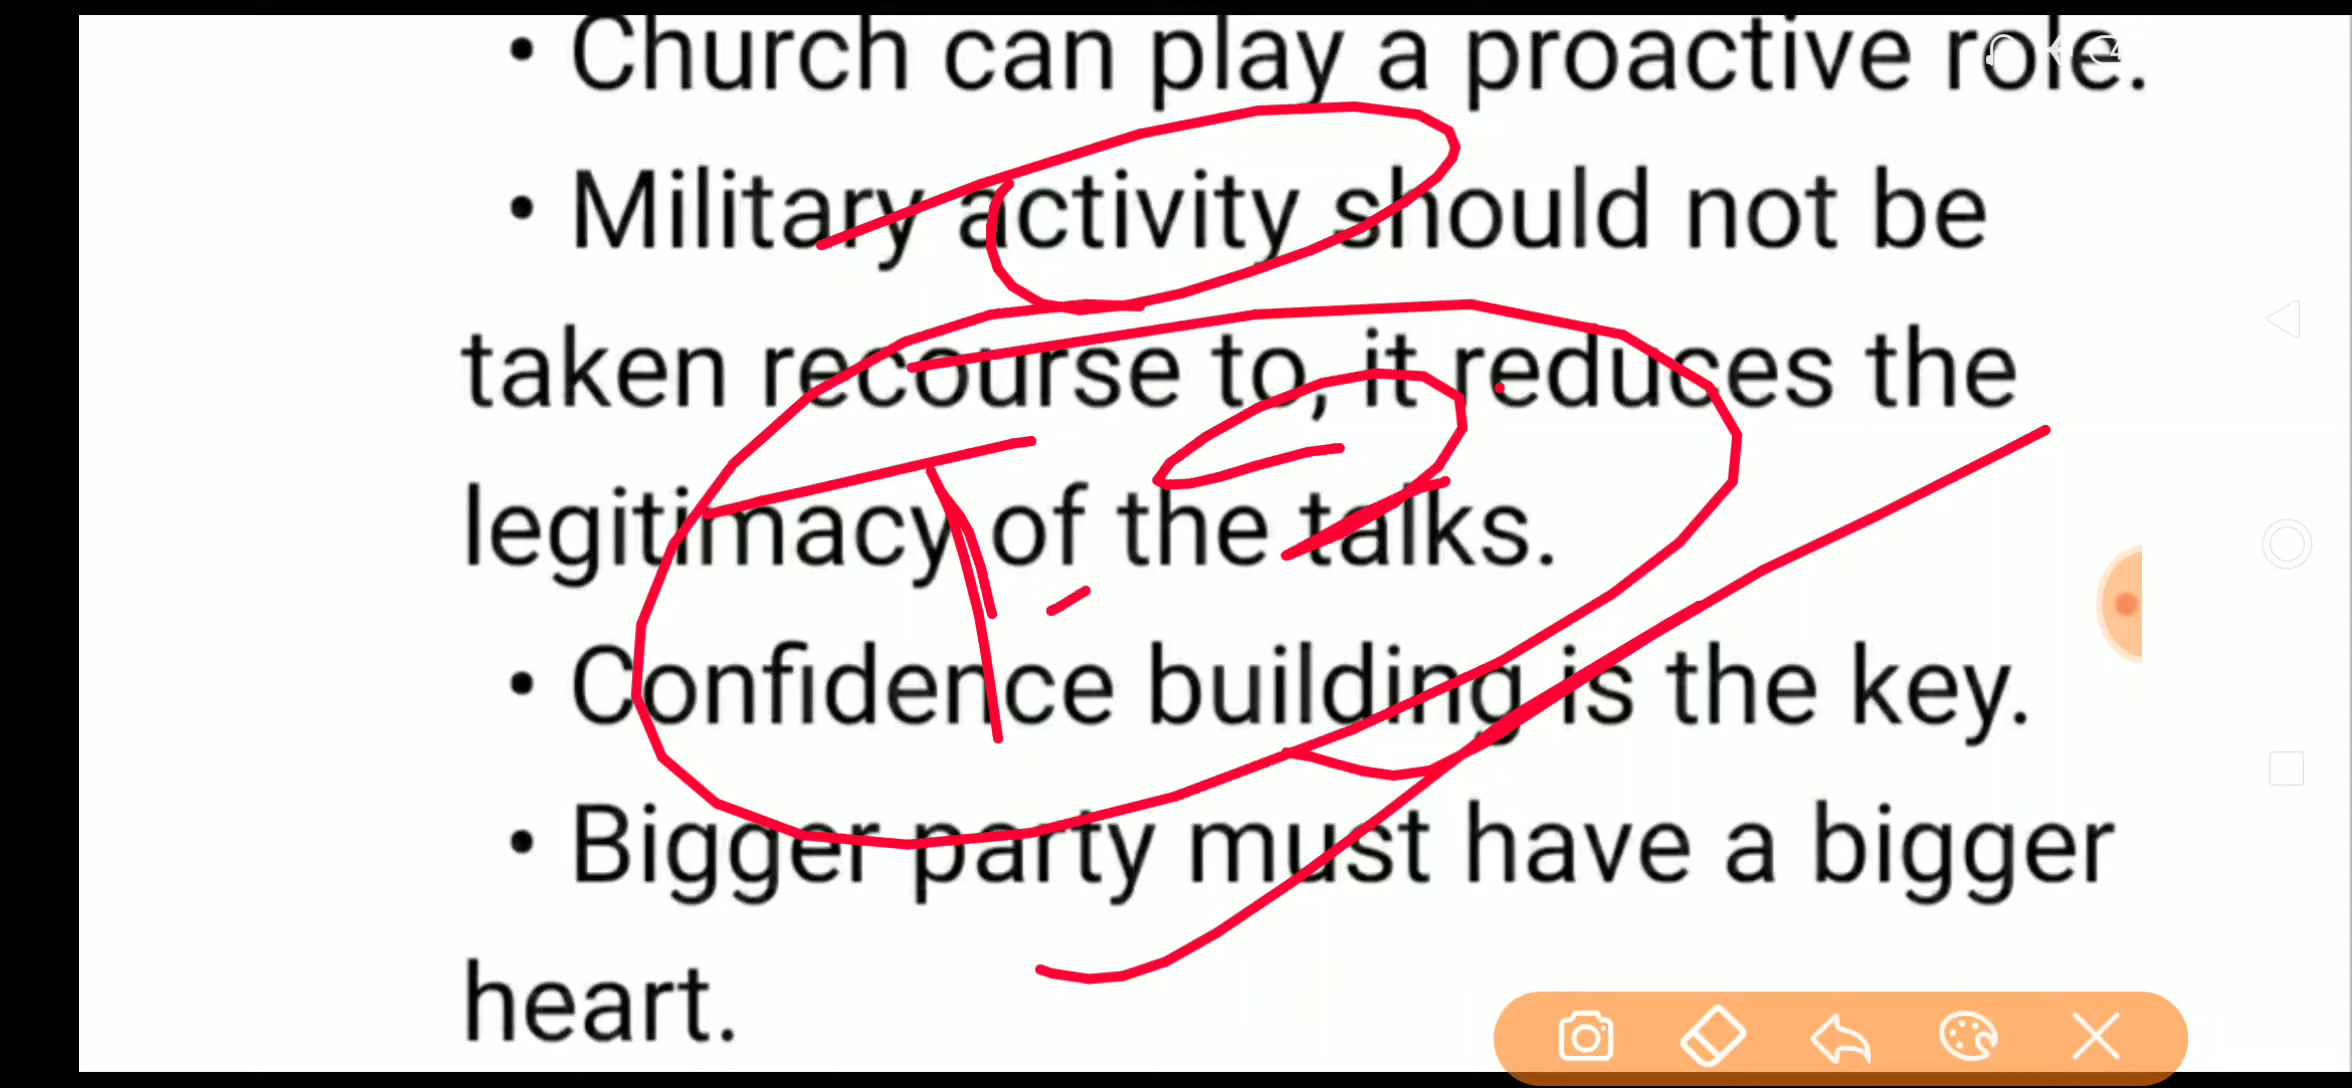 • Church can play a proactive role.
• Military activity should not be
taken recourse to, it reduces the
legitimacy of the talks.
• Confidence building is the key.
• Bigger party must have a bigger
heart.